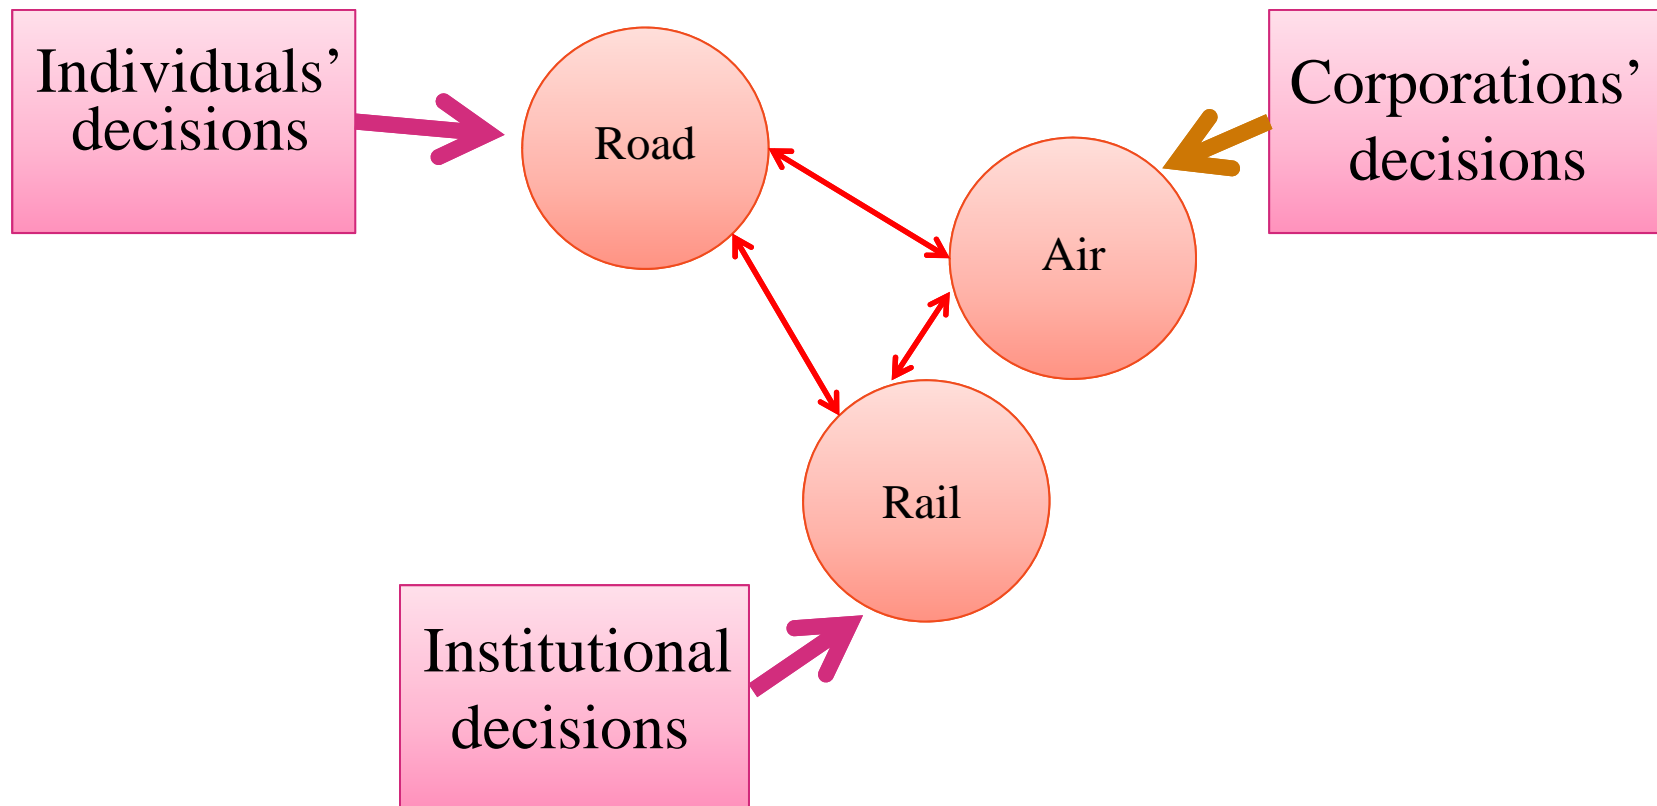 Individuals’
decisions
Road
Corporations’
decisions
Air
Rail
Institutional
decisions